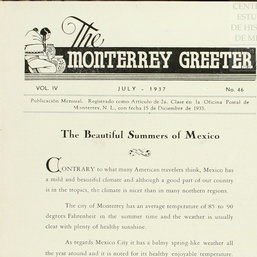 CENT
ESTU
DE HI
DE M
The
MONTERREY GREETER
VOL. IV JULY - 1937 No. 46
Publicación Mensual. Registrado como Artículo de 2a. Clase en la Oficina Postal de
Monterrey, N. L., con fecha 15 de Diciembre de 1933.
The Beautiful Summers of Mexico
CONTRARY to what many American travelers think, Mexico has
a mild and beautiful climate and although a good part of our country
is in the tropics, the climate is nicer than in many northern regions.
The city of Monterrey has an average temperature of 85 to 90
degrees Fahrenheit in the summer time and the weather is usually
clear with plenty of healthy sunshine.
As regards Mexico City it has a balmy spring-like weather all
the year around and it is noted for its healthy enjoyable temperature.